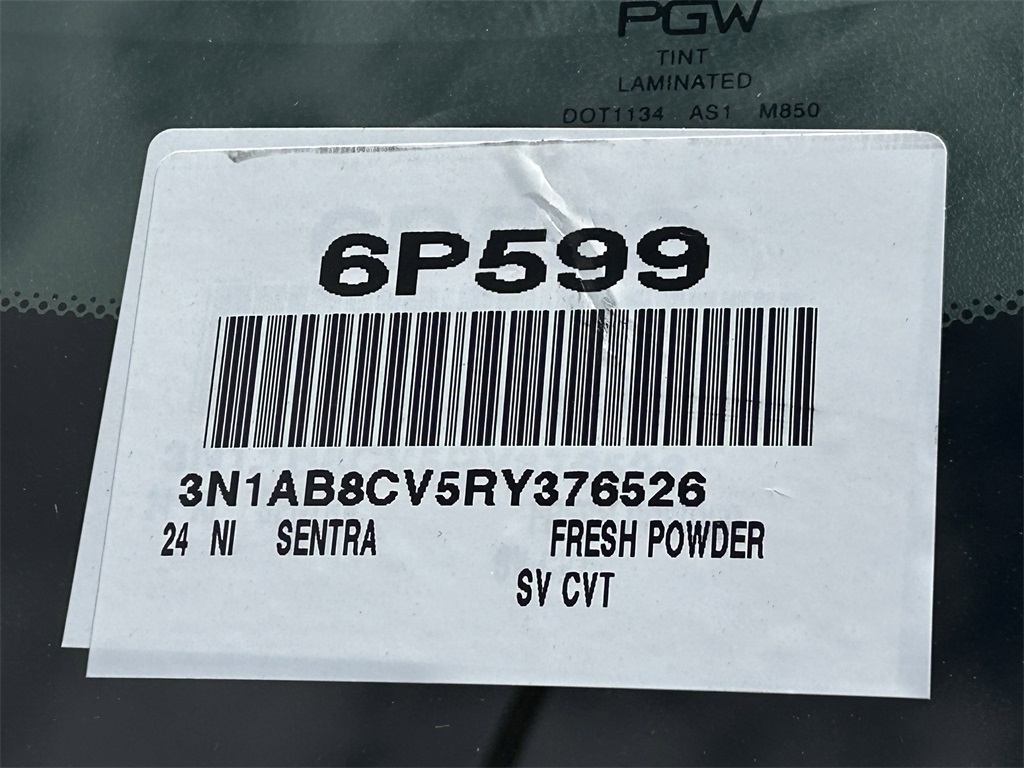 PGW
TINT
LAMINATED
DOT1134 AS1 M850
6P599
3N1AB8CV5RY376526
24 NI SENTRA FRESH POWDER
SV CVT